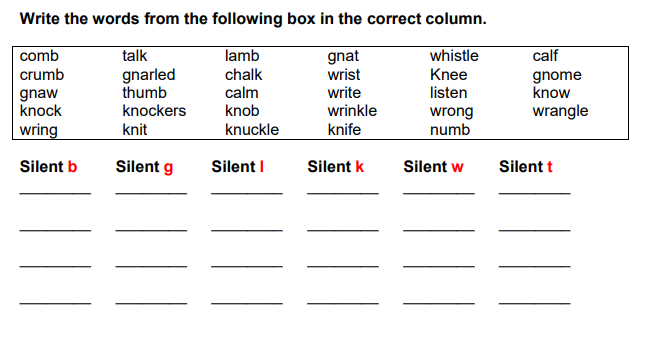 Write the words from the following box in the correct column.
comb talk lamb gnat whistle calf
crumb gnarled chalk wrist Knee gnome
gnaw thumb calm write listen know
knock knockers knob wrinkle wrong wrangle
wring knit knuckle knife numb
Silent b Silent g Silent l Silent k Silent w Silent t